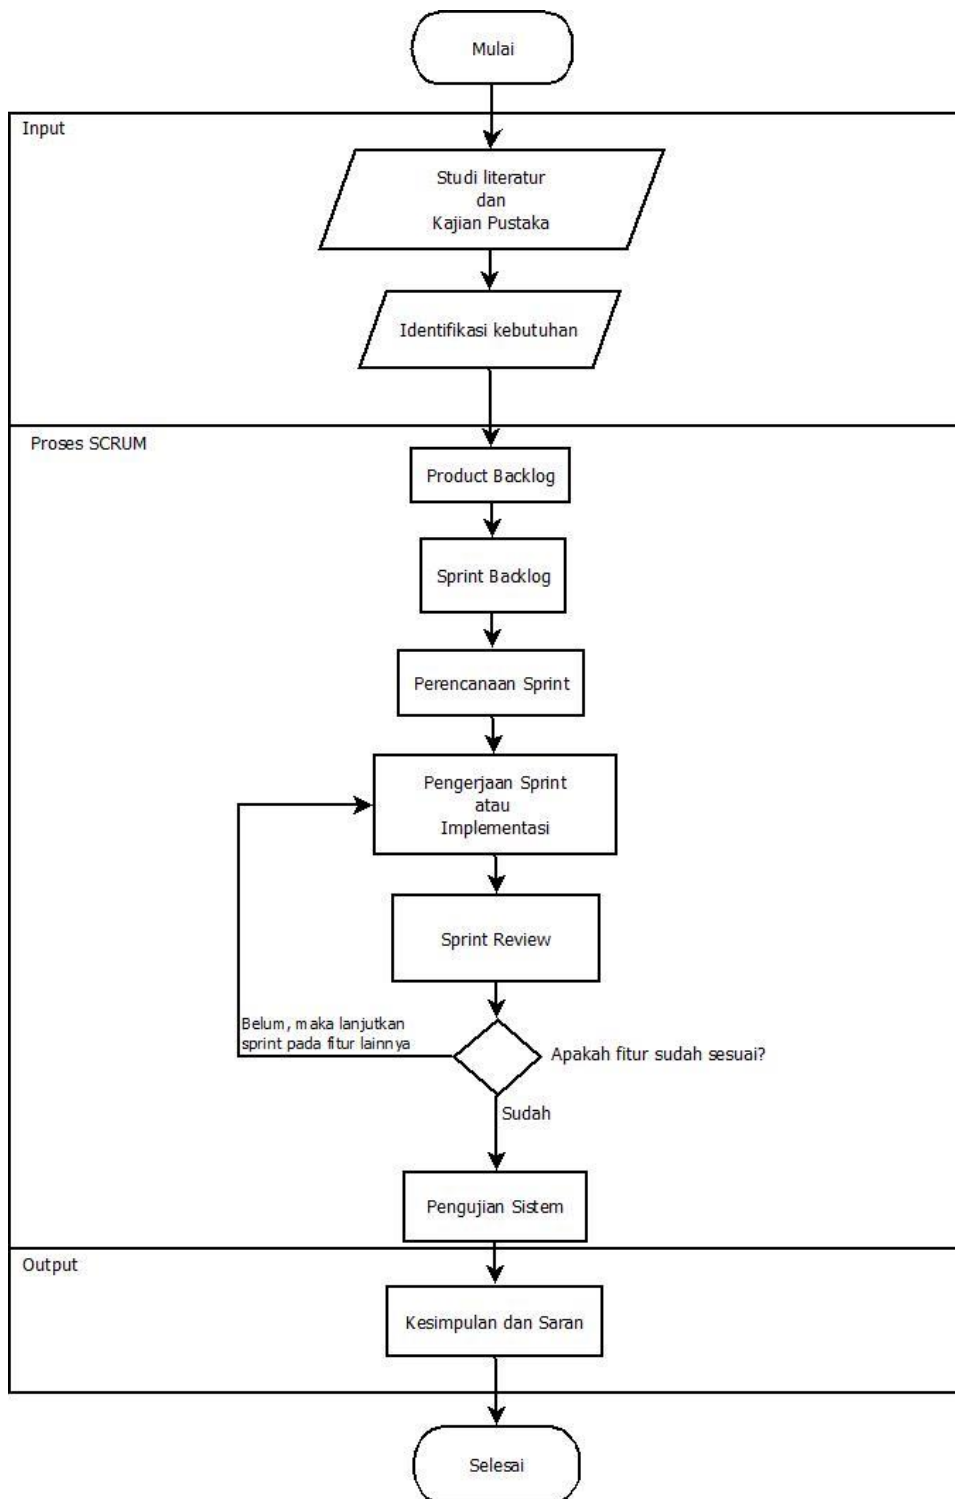 Mulai
Input
Studi literatur
dan
Kajian Pustaka
Identifikasi kebutuhan
Proses SCRUM
Product Backlog
Sprint Backlog
Perencanaan Sprint
Pengerjaan Sprint
atau
Implementasi
Sprint Review
Belum, maka lanjutkan
sprint pada fitur lainnya
Apakah fitur sudah sesuai?
Sudah
Pengujian Sistem
Output
Kesimpulan dan Saran
Selesai